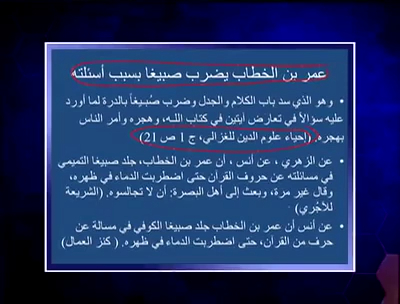 عمر بن الخطاب يضرب صبيغا بسبب أسئلته
• وهو الذي سد باب الكلام والجدل وضرب صبيغاً بالدرة لما أورد
عليه سؤالاً في تعارض آيتين في كتاب الله، وهجره وأمر الناس
بهجره. (إحياء علوم الدين للغزالي، ج 1 ص 21)
• عن الزهري ، عن أنس ، أن عمر بن الخطاب، جلد صبيغا التميمي
في مسائلته عن حروف القرآن حتى اضطربت الدماء في ظهره،
وقال غير مرة، وبعث إلى أهل البصرة: أن لا تجالسوه. (الشريعة
للآجري)
• عن أنس أن عمر بن الخطاب جلد صبيغا الكوفي في مسالة عن
حرف من القرآن، حتى اضطربت الدماء في ظهره. ( كنز العمال)